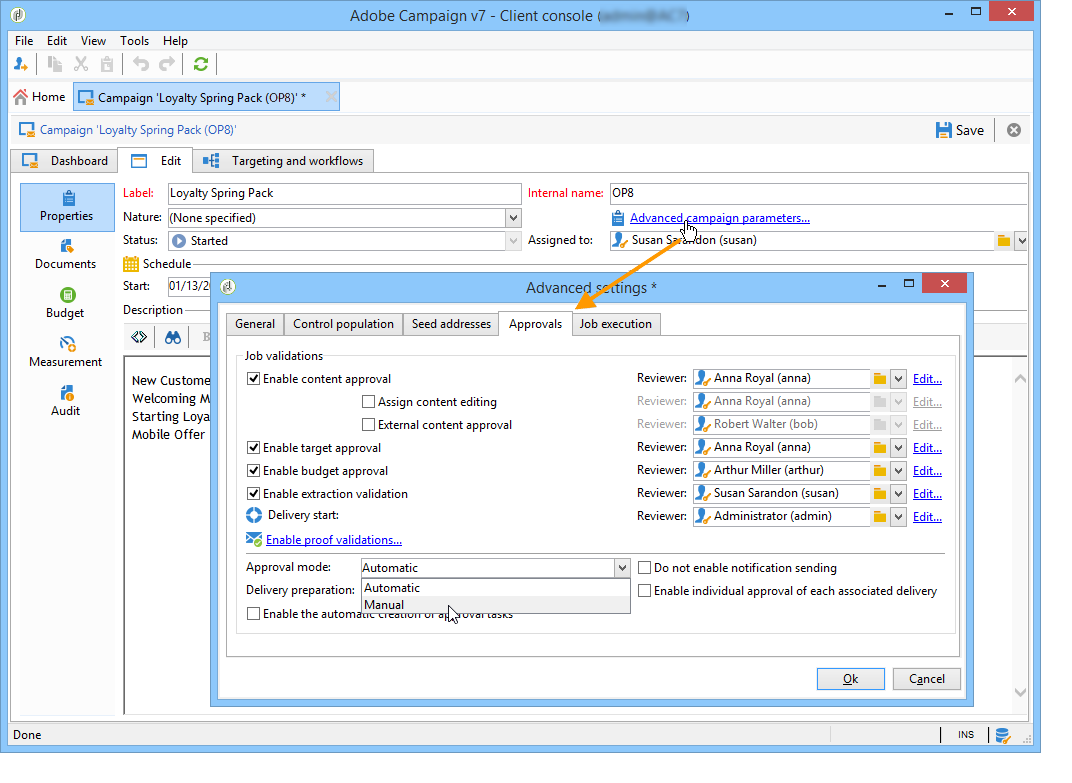 Adobe Campaign v7 - Client console (
File Edit View Tools Help
Home Campaign 'Loyalty Spring Pack (OP8)' *
Campaign 'Loyalty Spring Pack (OP8)' Save
Dashboard Edit Targeting and workflows
Properties
Documents
Budget
Measurement
Audit
Label: Loyalty Spring Pack Internal name: OP8
Nature: (None specified) Advanced campaign parameters...
Status: Started Assigned to: Susan Sarandon (susan)
Schedule
Start: 01/13/2
Description
B
New Custome
Welcoming M
Starting Loya
Mobile Offer
Advanced settings *
General Control population Seed addresses Approvals Job execution
Job validations
Enable content approval Reviewer: Anna Royal (anna) Edit...
Assign content editing Reviewer: Anna Royal (anna) Edit...
External content approval Reviewer: Robert Walter (bob) Edit...
Enable target approval Reviewer: Anna Royal (anna) Edit...
Enable budget approval Reviewer: Arthur Miller (arthur) Edit...
Enable extraction validation Reviewer: Susan Sarandon (susan) Edit...
Delivery start: Reviewer: Administrator (admin) Edit...
Enable proof validations...
Approval mode: Automatic Do not enable notification sending
Automatic
Delivery preparation: Enable individual approval of each associated delivery
Manual
Enable the automatic creation of approval tasks
Ok Cancel
Done INS